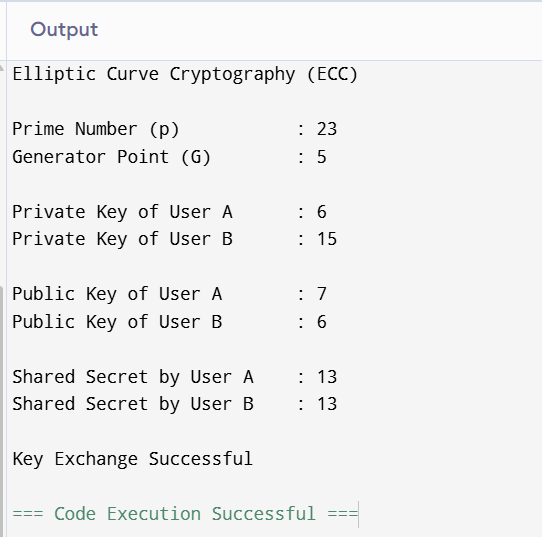 Output
Elliptic Curve Cryptography (ECC)
Prime Number (p) : 23
Generator Point (G) : 5
Private Key of User A : 6
Private Key of User B : 15
Public Key of User A : 7
Public Key of User B : 6
Shared Secret by User A : 13
Shared Secret by User B : 13
Key Exchange Successful
=== Code Execution Successful ===